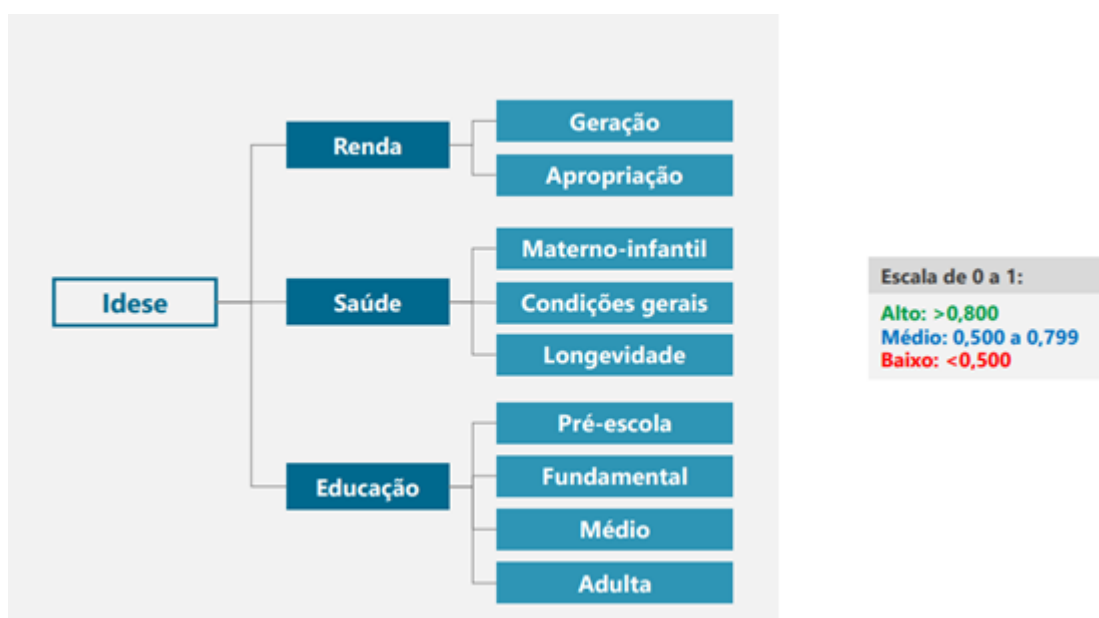 Idese
Renda
Geração
Apropriação
Saúde
Materno-infantil
Condições gerais
Longevidade
Educação
Pré-escola
Fundamental
Médio
Adulta
Escala de 0 a 1:
Alto: >0,800
Médio: 0,500 a 0,799
Baixo: <0,500